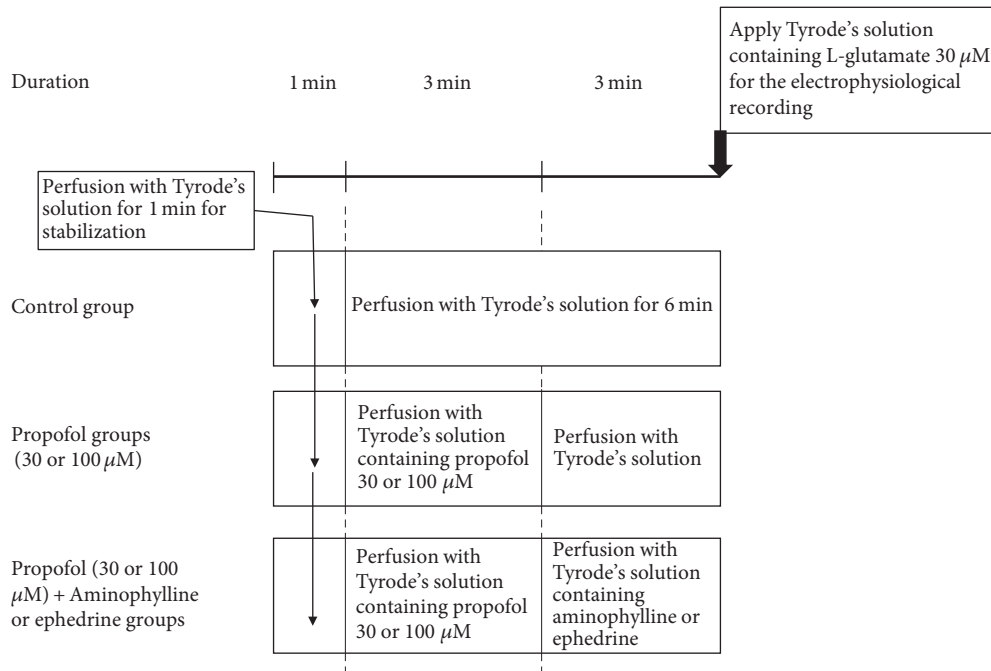 Apply Tyrode's solution
containing L-glutamate 30 μM
for the electrophysiological
recording
Duration
1 min
3 min
3 min
Perfusion with Tyrode's
solution for 1 min for
stabilization
Control group
Perfusion with Tyrode's solution for 6 min
Propofol groups
(30 or 100 μM)
Perfusion with
Tyrode's solution
containing propofol
30 or 100 μM
Perfusion with
Tyrode's solution
Propofol (30 or 100
μM) + Aminophylline
or ephedrine groups
Perfusion with
Tyrode's solution
containing propofol
30 or 100 μM
Perfusion with
Tyrode's solution
containing
aminophylline or
ephedrine